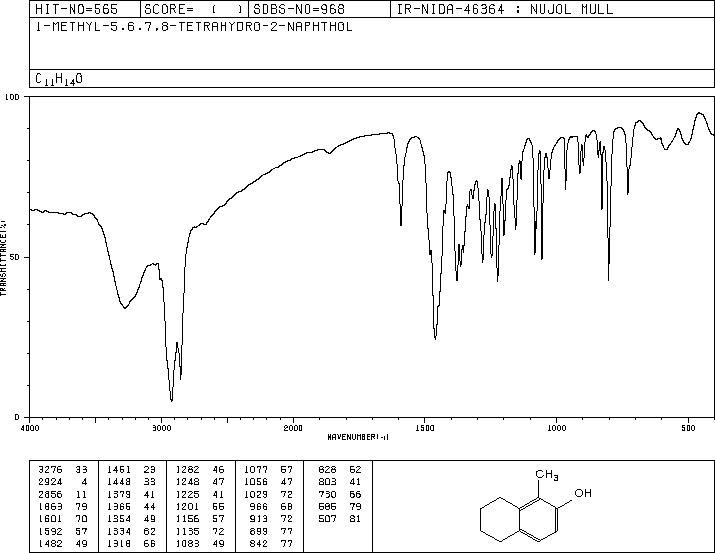 HIT-NO=565 SCORE= ( ) SDBS-NO=968 IR-NIDA-46364 : NUJOL MULL
1-METHYL-5,6,7,8-TETRAHYDRO-2-NAPHTHOL
C11H14O
100
50
0
TRANSMITTANCE(%)
4000 3000 2000 1500 1000 500
WAVENUMBER(-1)
3276 33 1461 23 1282 46 1077 57 828 62
2924 4 1448 33 1248 47 1056 47 803 41
2856 11 1379 41 1225 41 1029 72 730 66
1863 79 1366 44 1201 55 966 68 585 79
1601 70 1354 49 1156 57 913 72 507 81
1592 57 1334 62 1135 72 899 77
1482 49 1318 66 1083 49 842 77
CH3
OH